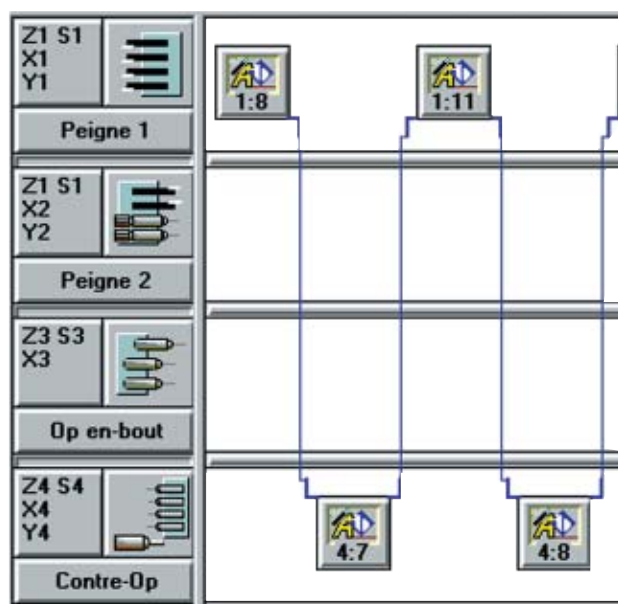 Z1 S1
X1
Y1
Peigne 1
1:8
1:11
Z1 S1
X2
Y2
Peigne 2
Z3 S3
X3
Op en-bout
Z4 S4
X4
Y4
Contre-Op
4:7
4:8